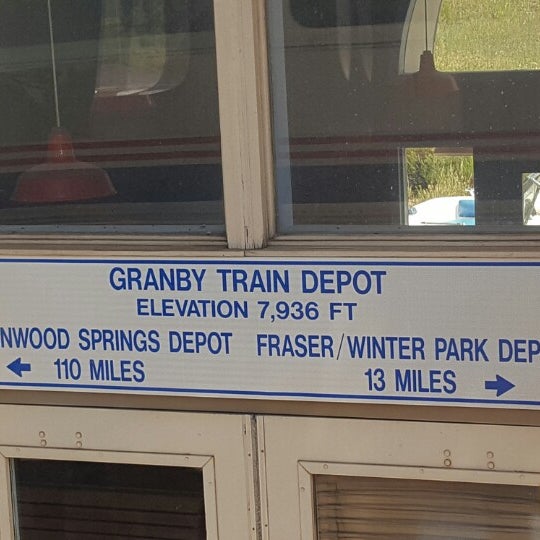 GRANBY TRAIN DEPOT
ELEVATION 7,936 FT
NWOOD SPRINGS DEPOT FRASER/WINTER PARK DEP
← 110 MILES 13 MILES →